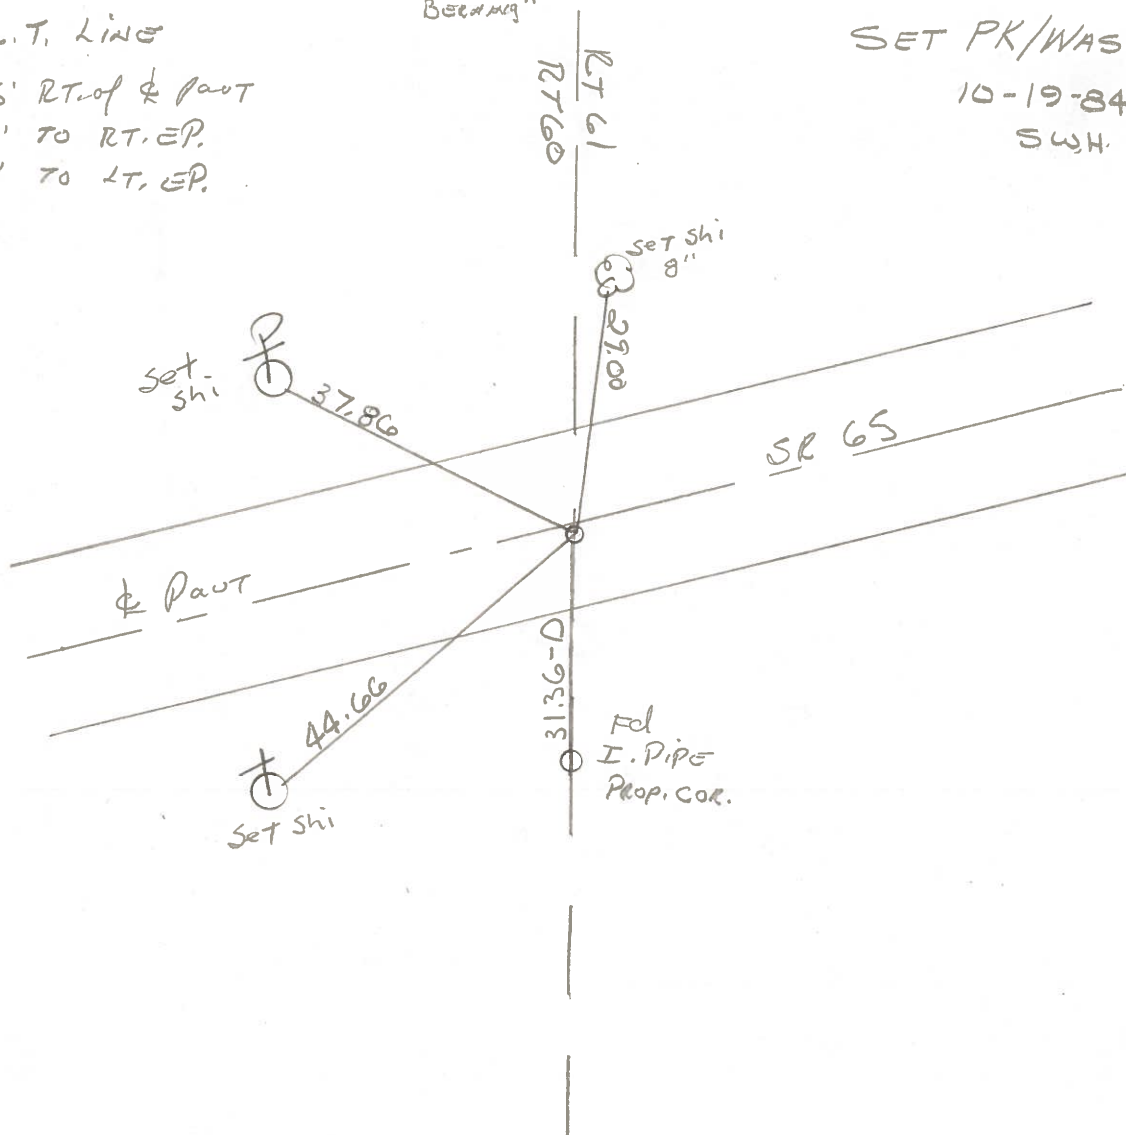 .T. LINE
' RT. of ℄ PavT
' TO RT. EP.
' TO LT. EP.
RT 61
RT 60
SET PK/WAS
10-19-84
S.W.H.
SeT Shi
8"
29.00
P
Set
Shi
37.86
SR 65
℄ PavT
44.66
SeT Shi
31.36-D
Fd
I. PiPE
PROP. COR.